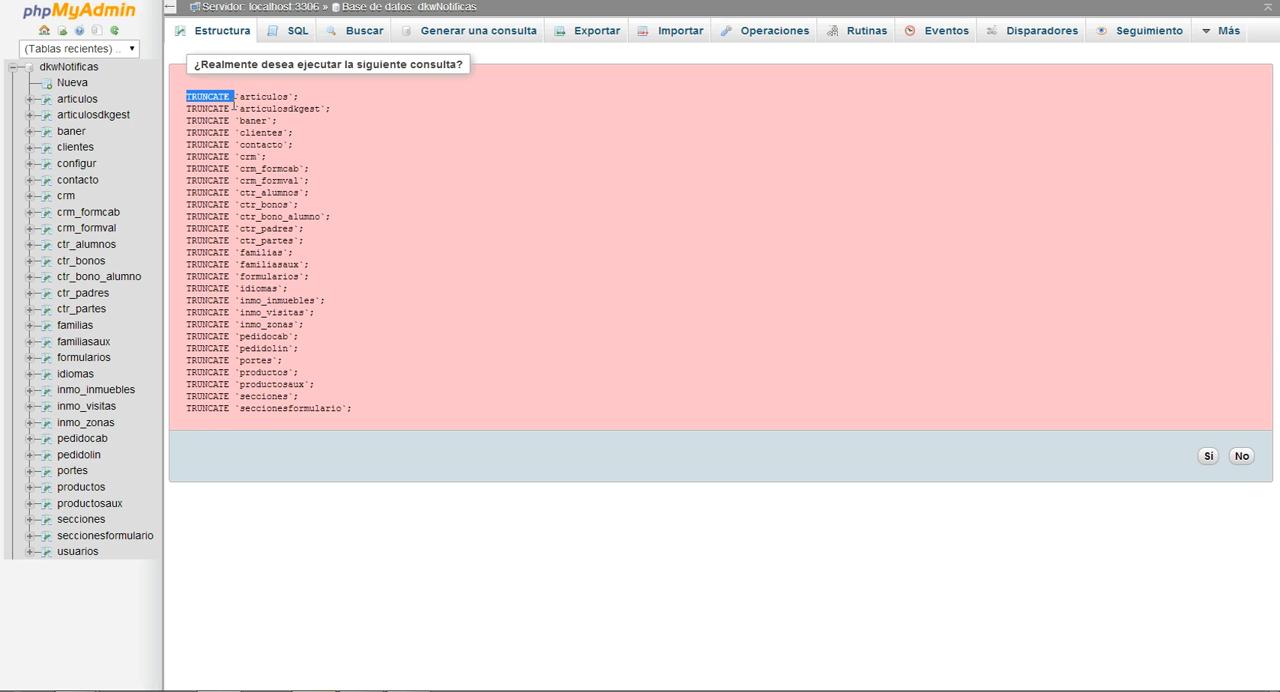 phpMyAdmin
(Tablas recientes) ...
dkwNotificas
Nueva
articulos
articulosdkgest
baner
clientes
configur
contacto
crm
crm_formcab
crm_formval
ctr_alumnos
ctr_bonos
ctr_bono_alumno
ctr_padres
ctr_partes
familias
familiasaux
formularios
idiomas
inmo_inmuebles
inmo_visitas
inmo_zonas
pedidocab
pedidolin
portes
productos
productosaux
secciones
seccionesformulario
usuarios
Servidor: localhost:3306 » Base de datos: dkwNotificas
Estructura SQL Buscar Generar una consulta Exportar Importar Operaciones Rutinas Eventos Disparadores Seguimiento Más
¿Realmente desea ejecutar la siguiente consulta?
TRUNCATE `articulos`;
TRUNCATE `articulosdkgest`;
TRUNCATE `baner`;
TRUNCATE `clientes`;
TRUNCATE `contacto`;
TRUNCATE `crm`;
TRUNCATE `crm_formcab`;
TRUNCATE `crm_formval`;
TRUNCATE `ctr_alumnos`;
TRUNCATE `ctr_bonos`;
TRUNCATE `ctr_bono_alumno`;
TRUNCATE `ctr_padres`;
TRUNCATE `ctr_partes`;
TRUNCATE `familias`;
TRUNCATE `familiasaux`;
TRUNCATE `formularios`;
TRUNCATE `idiomas`;
TRUNCATE `inmo_inmuebles`;
TRUNCATE `inmo_visitas`;
TRUNCATE `inmo_zonas`;
TRUNCATE `pedidocab`;
TRUNCATE `pedidolin`;
TRUNCATE `portes`;
TRUNCATE `productos`;
TRUNCATE `productosaux`;
TRUNCATE `secciones`;
TRUNCATE `seccionesformulario`;
Sí No